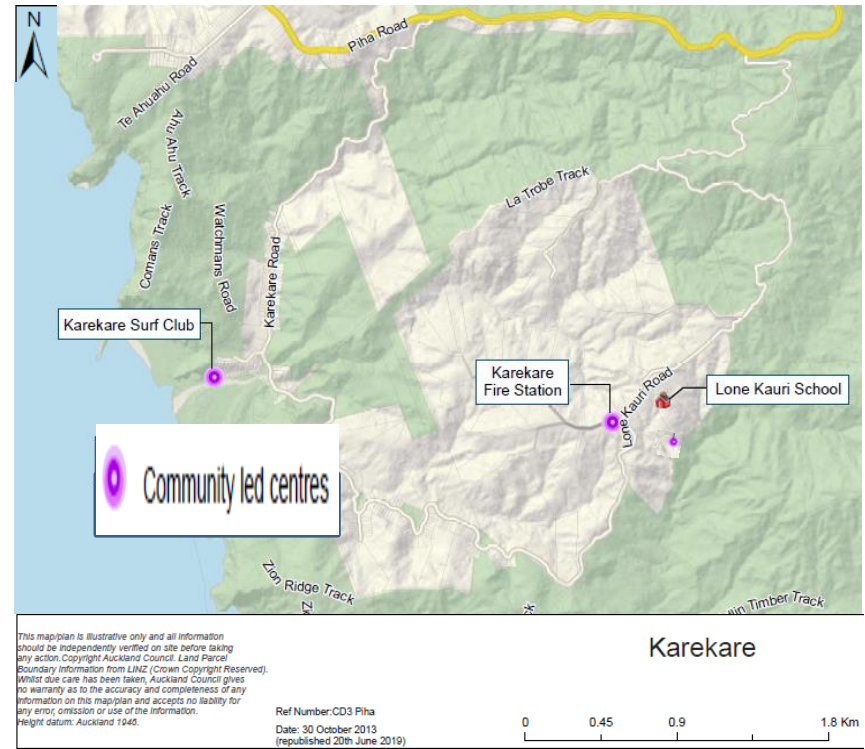 N
Piha Road
Te Ahuahu Road
Ahu Ahu Track
La Trobe Track
Comans Track
Watchmans Road
Karekare Road
Karekare Surf Club
Karekare
Fire Station
Lone Kauri Road
Lone Kauri School
Community led centres
Zion Ridge Track
Timber Track
This map/plan is illustrative only and all information
should be independently verified on site before taking
any action. Copyright Auckland Council. Land Parcel
Boundary Information from LINZ (Crown Copyright Reserved).
Whilst due care has been taken, Auckland Council gives
no warranty as to the accuracy and completeness of any
information on this map/plan and accepts no liability for
any error, omission or use of the information.
Height datum: Auckland 1946.
Ref Number:CD3 Piha
Date: 30 October 2013
(republished 20th June 2019)
Karekare
0 0.45 0.9 1.8 Km